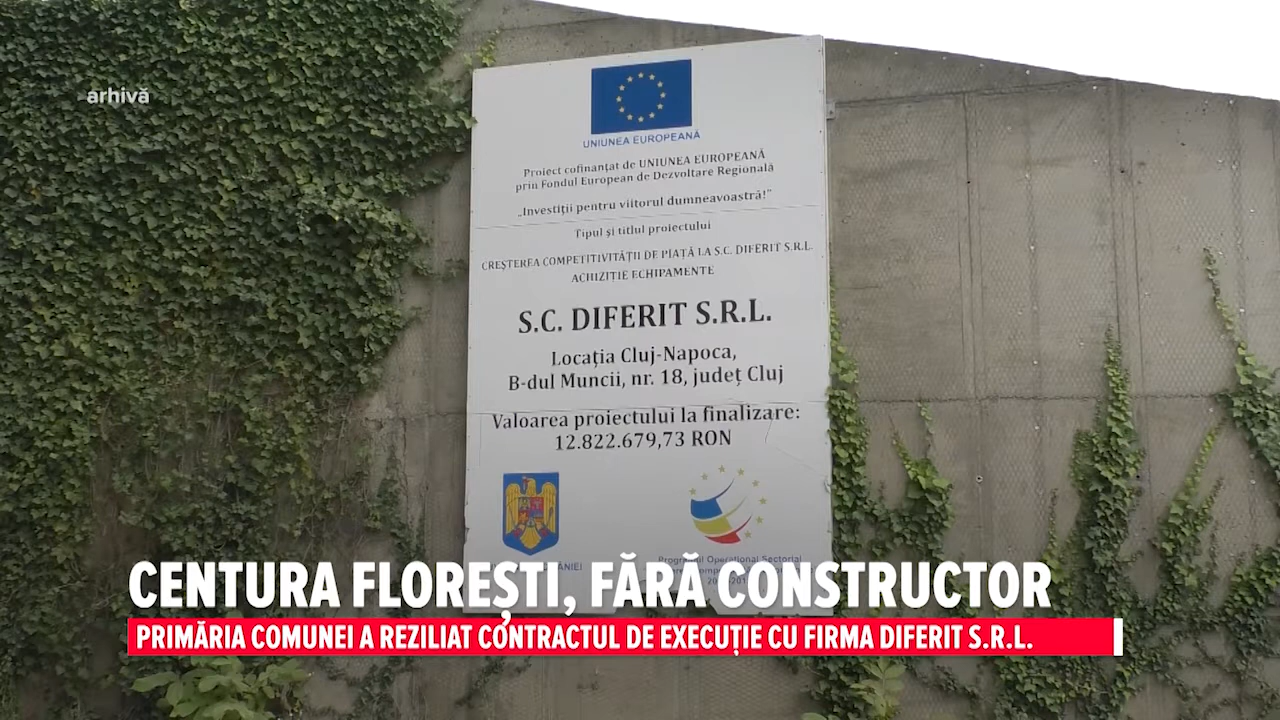 arhivă
UNIUNEA EUROPEANĂ
Proiect cofinanțat de UNIUNEA EUROPEANĂ
prin Fondul European de Dezvoltare Regională
„Investiții pentru viitorul dumneavoastră!”
Tipul și titlul proiectului
CREȘTEREA COMPETITIVITĂȚII DE PIAȚĂ LA S.C. DIFERIT S.R.L.
ACHIZIȚIE ECHIPAMENTE
S.C. DIFERIT S.R.L.
Locația Cluj-Napoca,
B-dul Muncii, nr. 18, județ Cluj
Valoarea proiectului la finalizare:
12.822.679,73 RON
Programul Operațional Sectorial
CENTURA FLOREȘTI, FĂRĂ CONSTRUCTOR
PRIMĂRIA COMUNEI A REZILIAT CONTRACTUL DE EXECUȚIE CU FIRMA DIFERIT S.R.L.